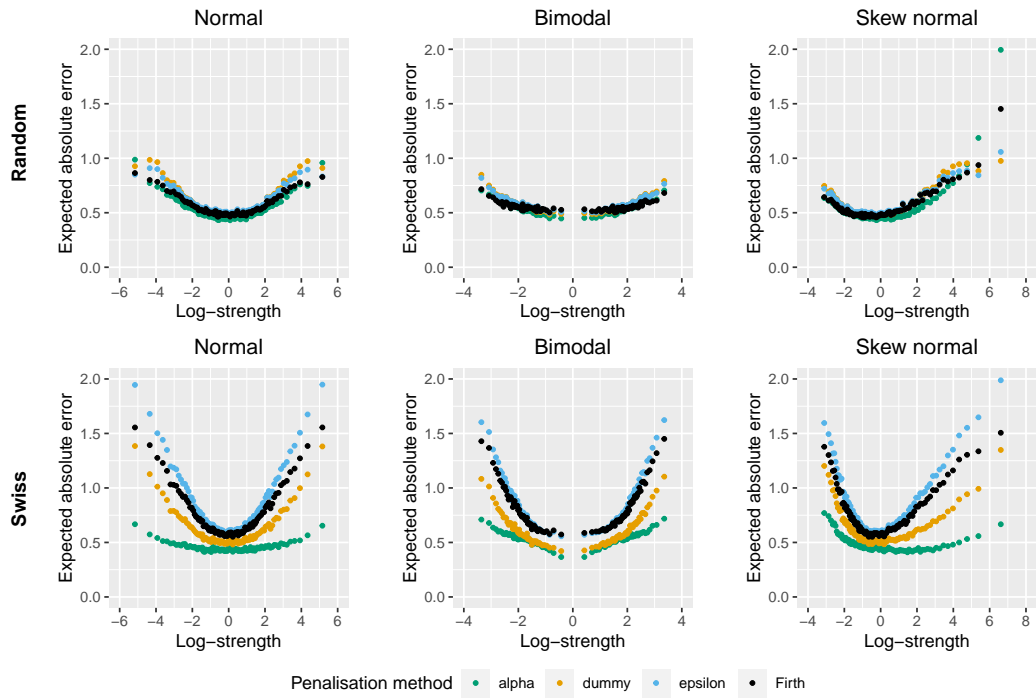 Normal Bimodal Skew normal
Random
Expected absolute error Expected absolute error Expected absolute error
2.0 2.0 2.0
1.5 1.5 1.5
1.0 1.0 1.0
0.5 0.5 0.5
0.0 0.0 0.0
−6 −4 −2 0 2 4 6 −4 −2 0 2 4 −4 −2 0 2 4 6 8
Log−strength Log−strength Log−strength
Normal Bimodal Skew normal
Swiss
Expected absolute error Expected absolute error Expected absolute error
2.0 2.0 2.0
1.5 1.5 1.5
1.0 1.0 1.0
0.5 0.5 0.5
0.0 0.0 0.0
−6 −4 −2 0 2 4 6 −4 −2 0 2 4 −4 −2 0 2 4 6 8
Log−strength Log−strength Log−strength
Penalisation method alpha dummy epsilon Firth